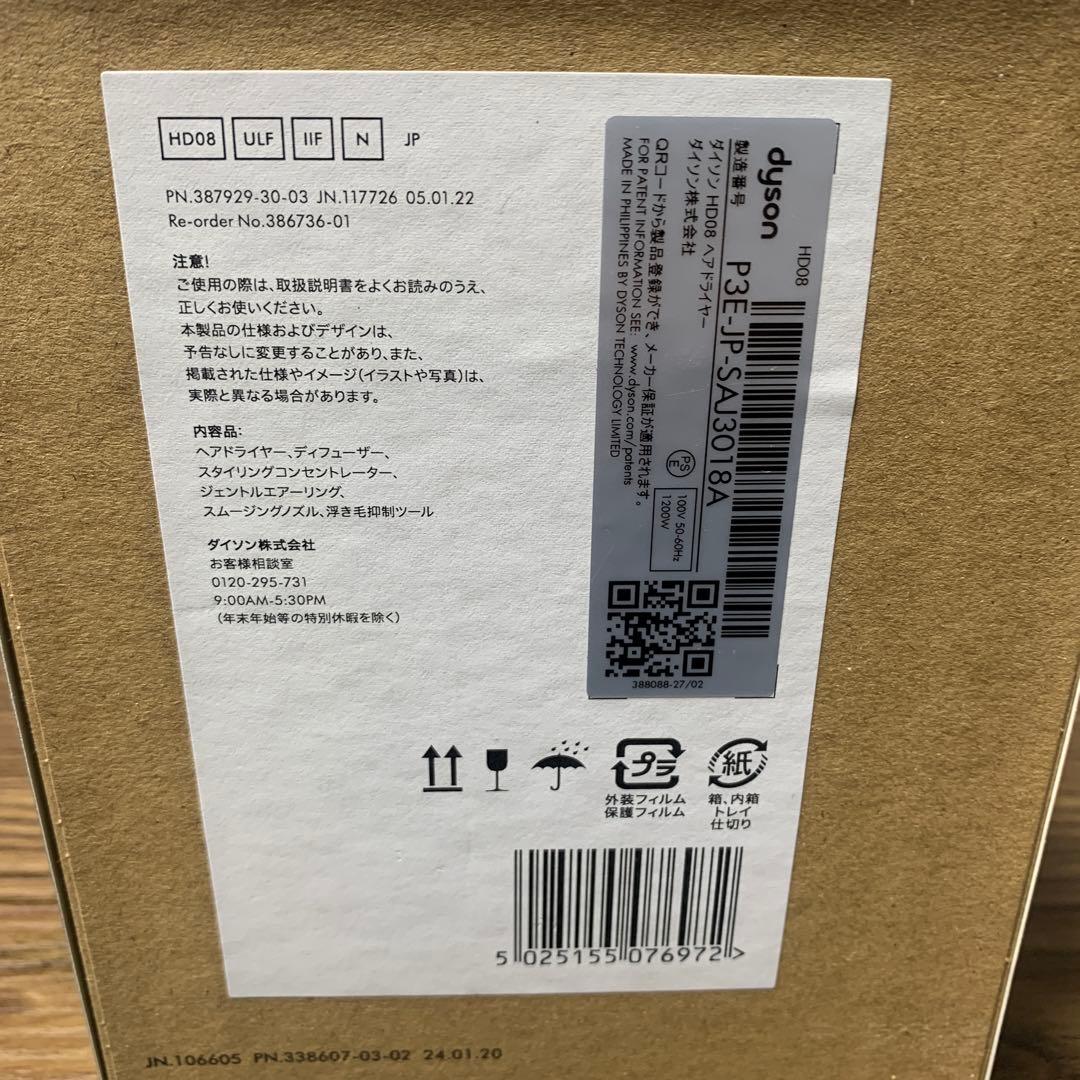 HD08 ULF IIF N JP
PN.387929-30-03 JN.117726 05.01.22
Re-order No.386736-01
注意!
ご使用の際は、取扱説明書をよくお読みのうえ、
正しくお使いください。
本製品の仕様およびデザインは、
予告なしに変更することがあり、また、
掲載された仕様やイメージ(イラストや写真)は、
実際と異なる場合があります。
内容品:
ヘアドライヤー、ディフューザー、
スタイリングコンセントレーター、
ジェントルエアーリング、
スムージングノズル、浮き毛抑制ツール
ダイソン株式会社
お客様相談室
0120-295-731
9:00AM-5:30PM
(年末年始等の特別休暇を除く)
dyson HD08
製造番号 P3E-JP-SAJ3018A
ダイソン HD08 ヘアドライヤー
ダイソン株式会社
QRコードから製品登録ができ、メーカー保証が適用されます。
FOR PATENT INFORMATION SEE: www.dyson.com/patents
MADE IN PHILIPPINES BY DYSON TECHNOLOGY LIMITED
PS
E
100V 50-60Hz
1200W
388088-27/02
プラ
外装フィルム
保護フィルム
紙
箱、内箱
トレイ
仕切り
5 025155 076972 >
JN.106605 PN.338607-03-02 24.01.20